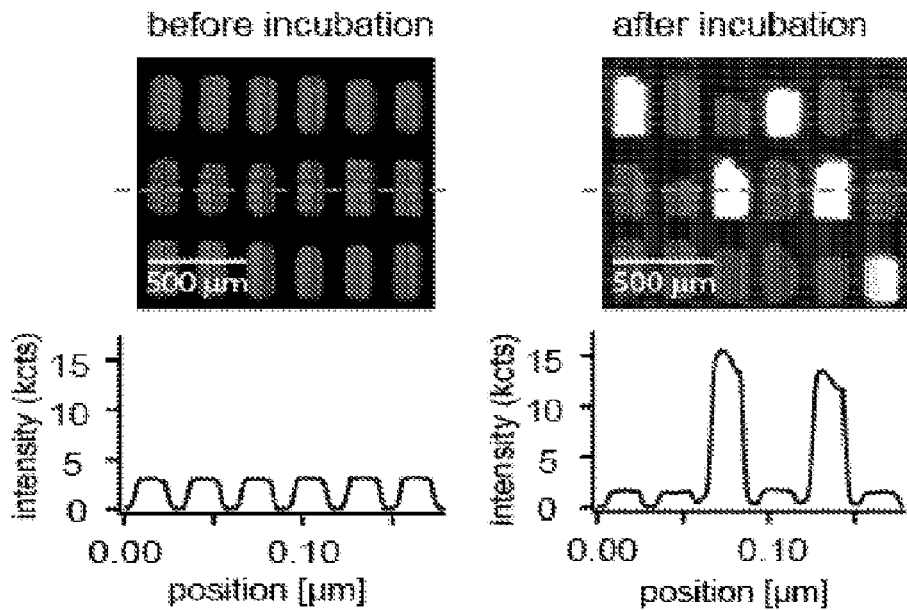 before incubation
after incubation
500 µm
500 µm
intensity (kcts)
15
10
5
0
0.00
0.10
position [µm]
intensity (kcts)
15
10
5
0
0.00
0.10
position [µm]